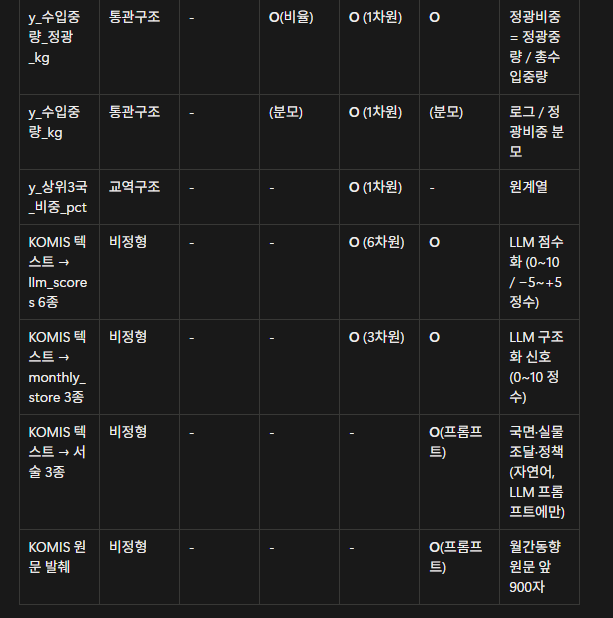 y_수입중 통관구조 - O(비율) O (1차원) O 정광비중
량_정광 = 정광중
_kg 량 / 총수
입중량
y_수입중 통관구조 - (분모) O (1차원) (분모) 로그 / 정
량_kg 광비중 분
모
y_상위3국 교역구조 - - O (1차원) - 원계열
_비중_pct
KOMIS 텍 비정형 - - O (6차원) O LLM 점수
스트 → 화 (0~10
llm_score / −5~+5
s 6종 정수)
KOMIS 텍 비정형 - - O (3차원) O LLM 구조
스트 → 화 신호
monthly_ (0~10 정
store 3종 수)
KOMIS 텍 비정형 - - - O(프롬프 국면·실물
스트 → 서 트) 조달·정책
술 3종 (자연어,
LLM 프롬
프트에만)
KOMIS 원 비정형 - - - O(프롬프 월간동향
문 발췌 트) 원문 앞
900자